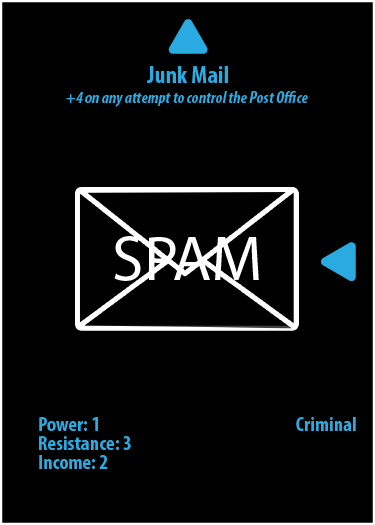 Junk Mail
+4 on any attempt to control the Post Office
SPAM
Power: 1
Resistance: 3
Income: 2
Criminal